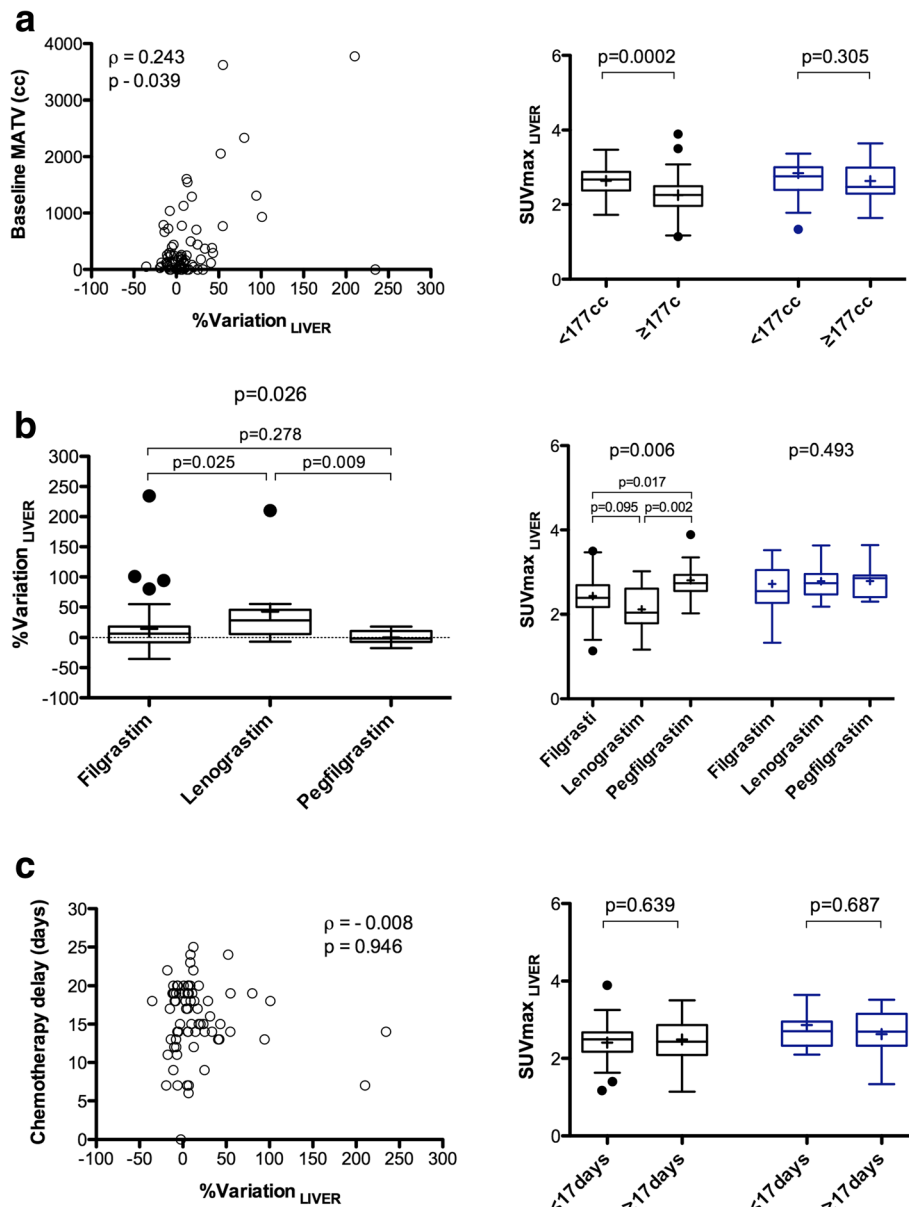 a
ρ = 0.243
p - 0.039
Baseline MATV (cc)
4000
3000
2000
1000
0
-100 -50 0 50 100 150 200 250 300
%Variation LIVER
p=0.0002 p=0.305
SUVmax LIVER
6
4
2
0
<177cc ≥177c <177cc ≥177cc
b
p=0.026
p=0.278
p=0.025 p=0.009
%Variation LIVER
300
250
200
150
100
50
0
-50
-100
Filgrastim Lenograstim Pegfilgrastim
p=0.006 p=0.493
p=0.017
p=0.095 p=0.002
SUVmax LIVER
6
4
2
0
Filgrasti Lenograstim Pegfilgrastim Filgrastim Lenograstim Pegfilgrastim
c
ρ = - 0.008
p = 0.946
Chemotherapy delay (days)
30
25
20
15
10
5
0
-100 -50 0 50 100 150 200 250 300
%Variation LIVER
p=0.639 p=0.687
SUVmax LIVER
6
4
2
0
17days 17days 17days 17days